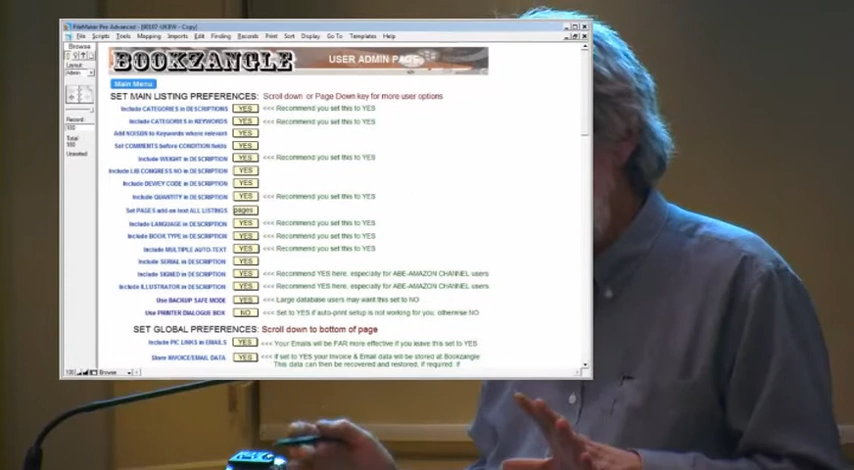 FileMaker Pro Advanced - [90187-UKBW - Copy]
File Scripts Tools Mapping Imports Edit Finding Records Print Sort Display Go To Templates Help
Browse
Layout:
Admin
Record:
100
Total:
100
Unsorted
BOOKZANGLE
USER ADMIN PAGE
Main Menu
SET MAIN LISTING PREFERENCES: Scroll down or Page Down key for more user options
Include CATEGORIES in DESCRIPTIONS YES <<< Recommend you set this to YES
Include CATEGORIES in KEYWORDS YES <<< Recommend you set this to YES
Add NOISBN to Keywords where relevant YES
Set COMMENTS before CONDITION fields YES
Include WEIGHT in DESCRIPTION YES <<< Recommend you set this to YES
Include LIB CONGRESS NO in DESCRIPTION YES
Include DEWEY CODE in DESCRIPTION YES
Include QUANTITY in DESCRIPTION YES <<< Recommend you set this to YES
Set PAGES add on text ALL LISTINGS pages
Include LANGUAGE in DESCRIPTION YES <<< Recommend you set this to YES
Include BOOK TYPE in DESCRIPTION YES <<< Recommend you set this to YES
Include MULTIPLE AUTO-TEXT YES <<< Recommend you set this to YES
Include SERIAL in DESCRIPTION YES
Include SIGNED in DESCRIPTION YES <<< Recommend YES here, especially for ABE-AMAZON CHANNEL users
Include ILLUSTRATOR in DESCRIPTION YES <<< Recommend YES here, especially for ABE-AMAZON CHANNEL users
Use BACKUP SAFE MODE YES <<< Large database users may want this set to NO
Use PRINTER DIALOGUE BOX NO <<< Set to YES if auto-print setup is not working for you, otherwise NO
SET GLOBAL PREFERENCES: Scroll down to bottom of page
Include PIC LINKS in EMAILS YES <<< Your Emails will be FAR more effective if you leave this set to YES
Store INVOICE/EMAIL DATA YES <<< If set to YES your Invoice & Email data will be stored at Bookzangle
This data can then be recovered and restored, if required. If
100 Browse